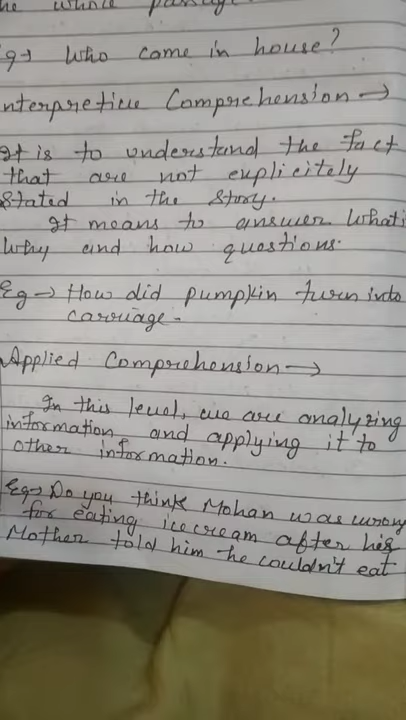 he whole passage
Eg→ Who come in house?
Interpretive Comprehension →
It is to understand the fact
that are not explicitely
Stated in the Story.
It means to answer What,
Why and how questions.
Eg → How did pumpkin turn into
carriage.
Applied Comprehension →
In this level, we are analyzing
information and applying it to
other information.
Eg→ Do you think Mohan was wrong
for eating icecream after his
Mother told him he couldn't eat